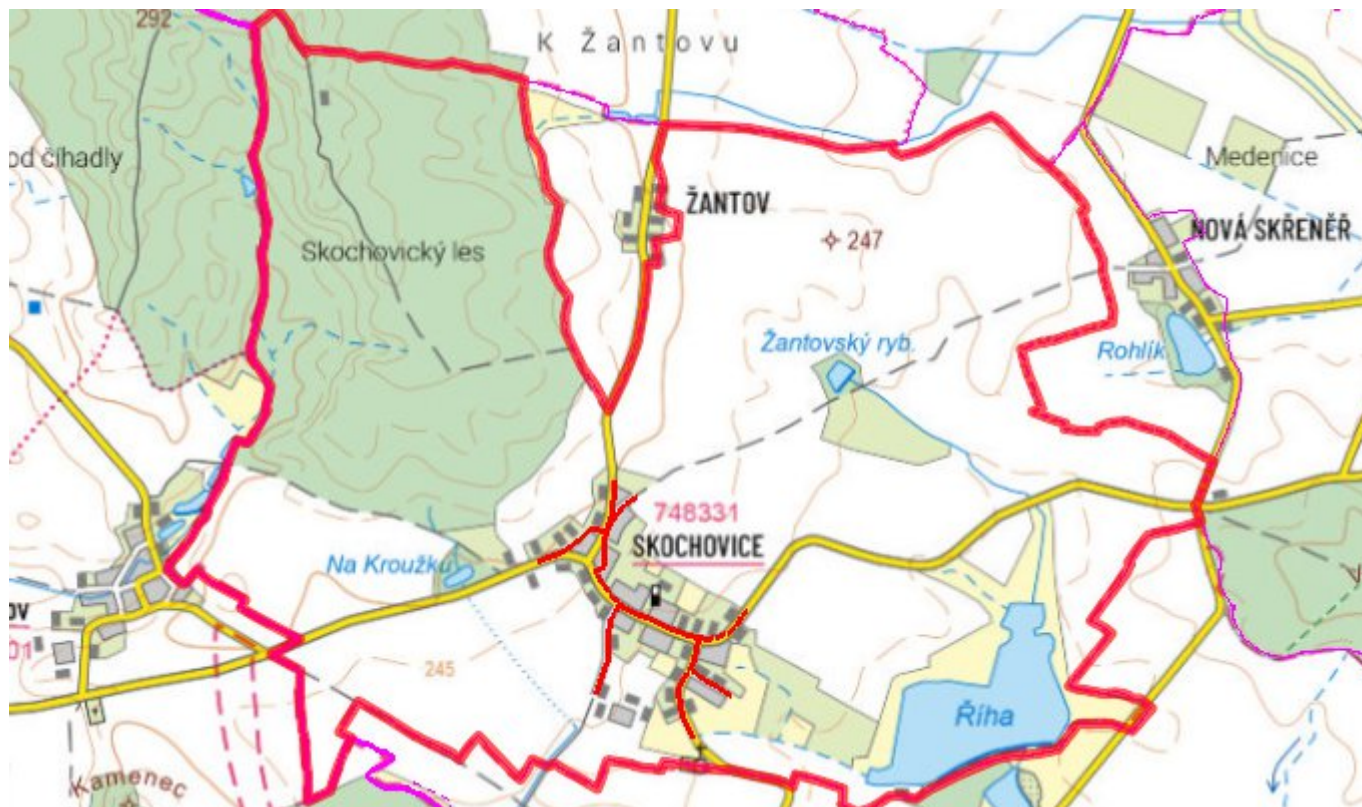 292
K Žantovu
od číhadly
Medenice
ŽANTOV
NOVÁ SKŘENĚŘ
247
Skochovický les
Žantovský ryb.
Rohlík
748331
SKOCHOVICE
Na Kroužku
OV
01
245
Říha
Kamenec
V